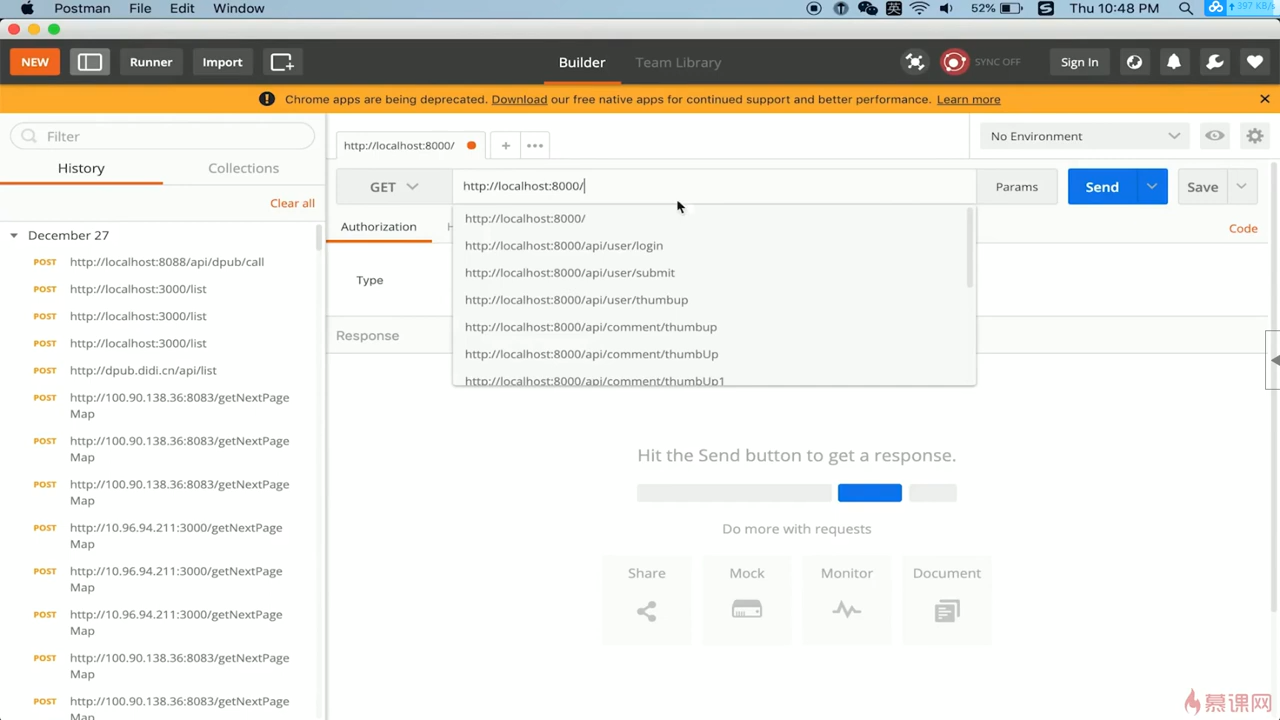 Postman File Edit Window
英 52% Thu 10:48 PM 397 KB/s
NEW Runner Import Builder Team Library SYNC OFF Sign In
Chrome apps are being deprecated. Download our free native apps for continued support and better performance. Learn more
Filter
History Collections
Clear all
December 27
POST http://localhost:8088/api/dpub/call
POST http://localhost:3000/list
POST http://localhost:3000/list
POST http://localhost:3000/list
POST http://dpub.didi.cn/api/list
POST http://100.90.138.36:8083/getNextPage
Map
POST http://100.90.138.36:8083/getNextPage
Map
POST http://100.90.138.36:8083/getNextPage
Map
POST http://10.96.94.211:3000/getNextPage
Map
POST http://10.96.94.211:3000/getNextPage
Map
POST http://10.96.94.211:3000/getNextPage
Map
POST http://100.90.138.36:8083/getNextPage
Map
POST http://100.90.138.36:8083/getNextPage
Map
http://localhost:8000/
No Environment
GET http://localhost:8000/ Params Send Save
Authorization H Code
http://localhost:8000/
http://localhost:8000/api/user/login
http://localhost:8000/api/user/submit
http://localhost:8000/api/user/thumbup
http://localhost:8000/api/comment/thumbup
http://localhost:8000/api/comment/thumbUp
http://localhost:8000/api/comment/thumbUp1
Type
Response
Hit the Send button to get a response.
Do more with requests
Share Mock Monitor Document
慕课网